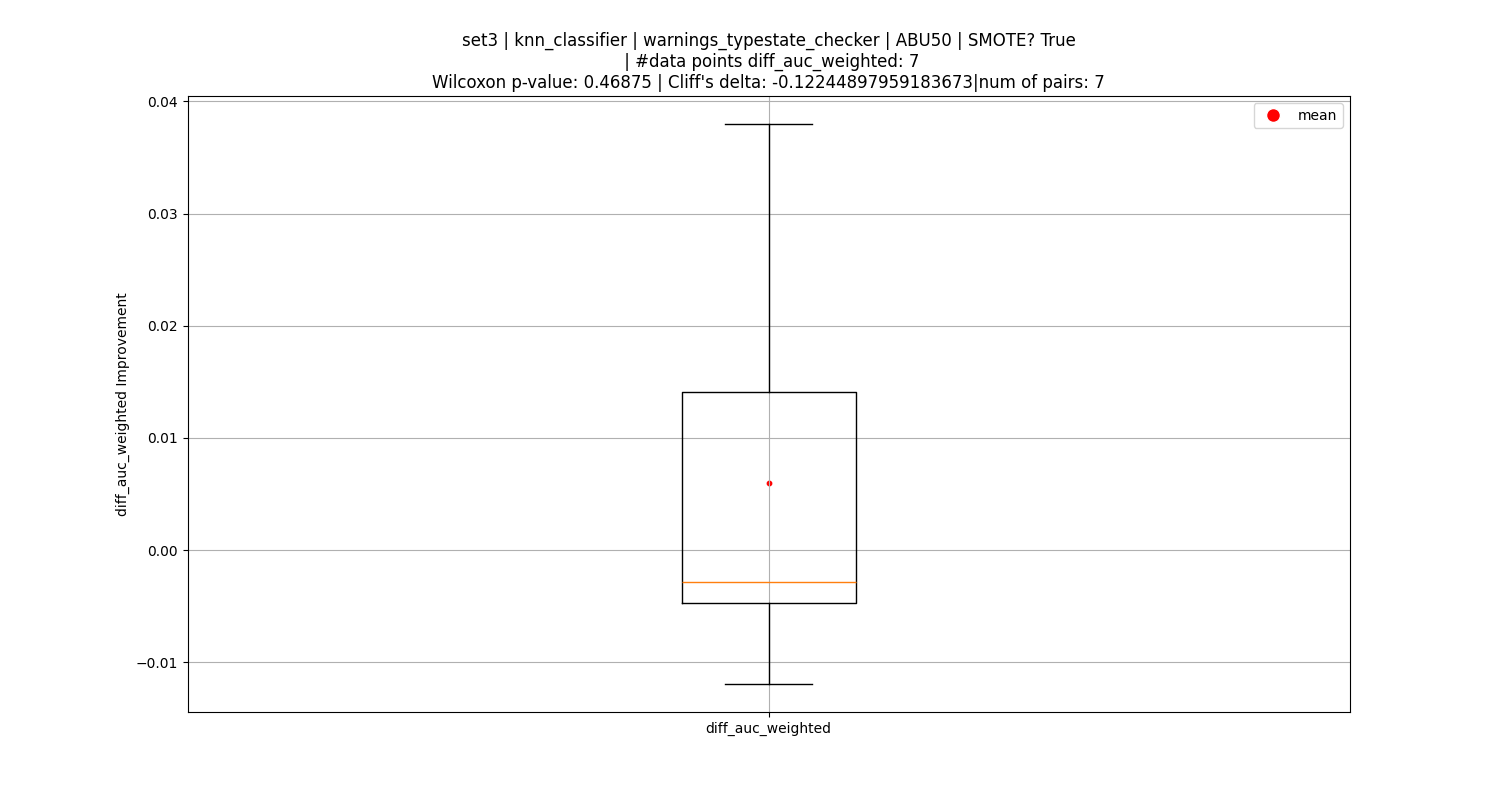 set3 | knn_classifier | warnings_typestate_checker | ABU50 | SMOTE? True
| #data points diff_auc_weighted: 7
Wilcoxon p-value: 0.46875 | Cliff's delta: -0.12244897959183673|num of pairs: 7
mean
0.04
0.03
0.02
0.01
0.00
−0.01
diff_auc_weighted Improvement
diff_auc_weighted